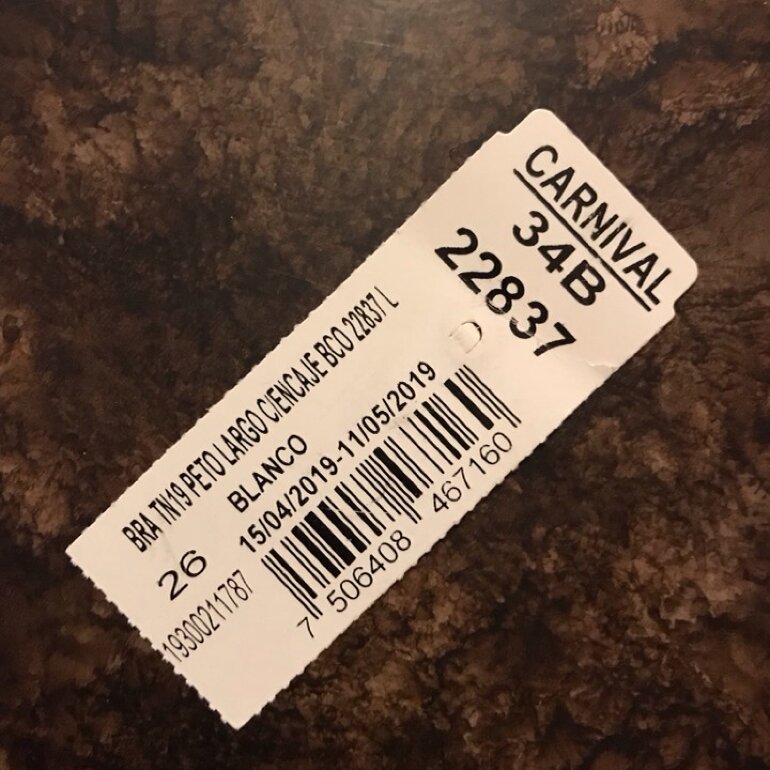 CARNIVAL
34B
22837
BRA TN19 PETO LARGO C/ENCAJE BCO 22837 L
BLANCO
26
15/04/2019-11/05/2019
19300211787
7 506408 467160